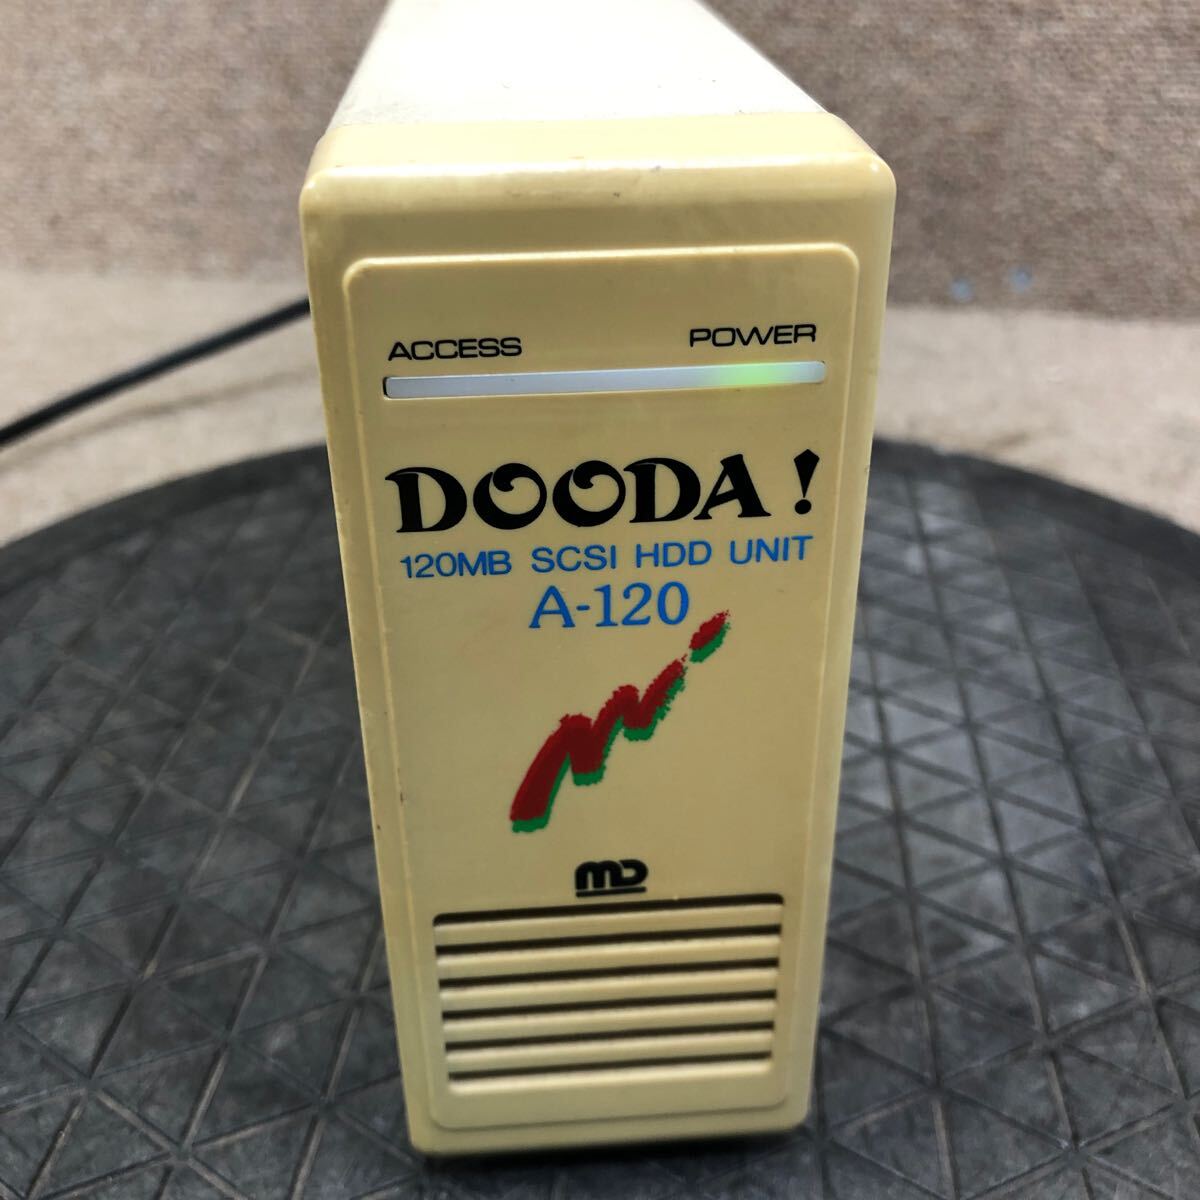 ACCESS POWER
DOODA!
120MB SCSI HDD UNIT
A-120
MD